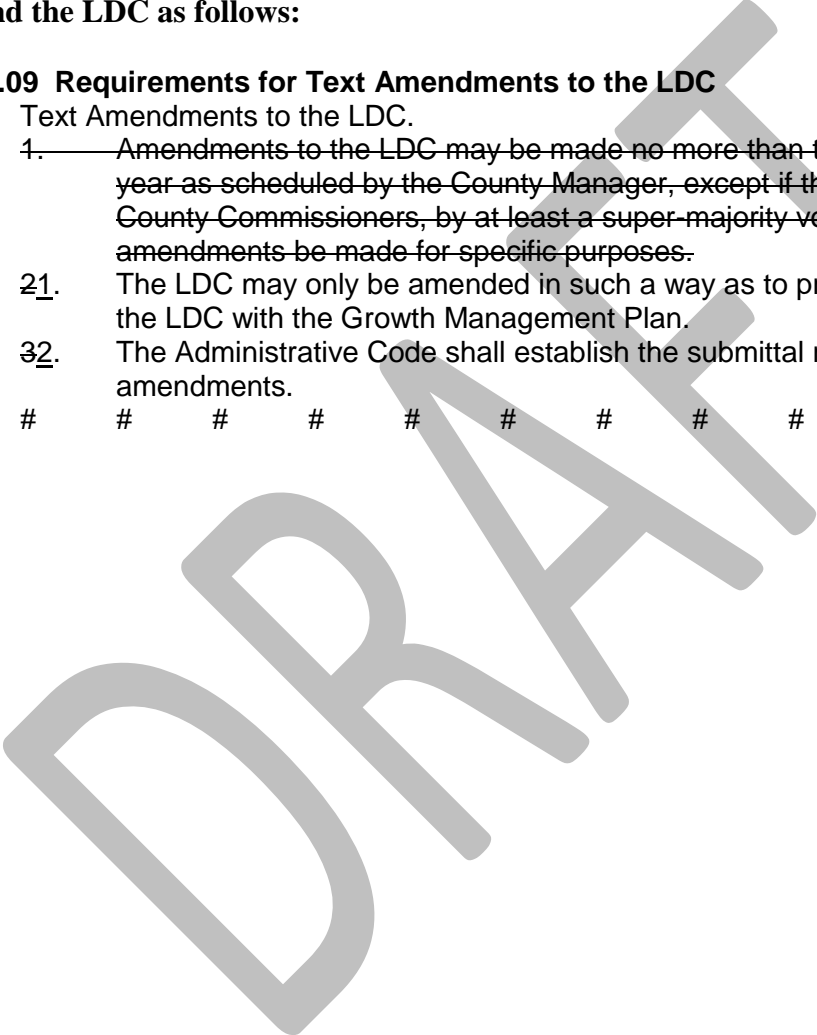 nd the LDC as follows:
.09 Requirements for Text Amendments to the LDC
Text Amendments to the LDC.
1. Amendments to the LDC may be made no more than t
year as scheduled by the County Manager, except if th
County Commissioners, by at least a super-majority v
amendments be made for specific purposes.
21. The LDC may only be amended in such a way as to pr
the LDC with the Growth Management Plan.
32. The Administrative Code shall establish the submittal r
amendments.
# # # # # # # # #
DRAFT